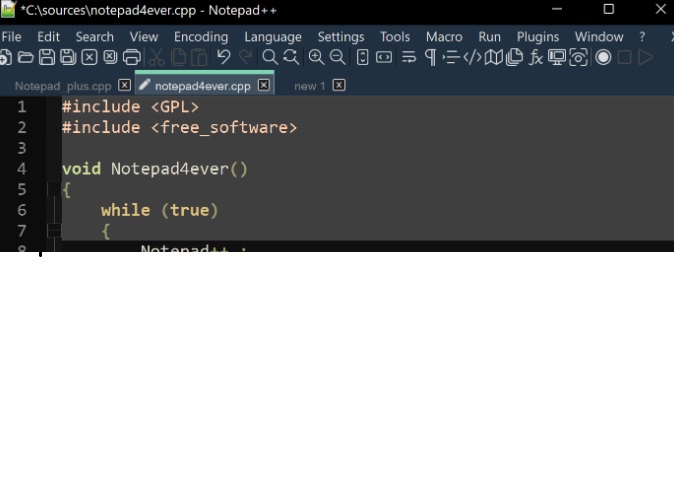 *C:\sources\notepad4ever.cpp - Notepad++
File Edit Search View Encoding Language Settings Tools Macro Run Plugins Window ?
Notepad_plus.cpp notepad4ever.cpp new 1
1 #include <GPL>
2 #include <free_software>
3
4 void Notepad4ever()
5 {
6 while (true)
7 {
8 Notepad++ ;